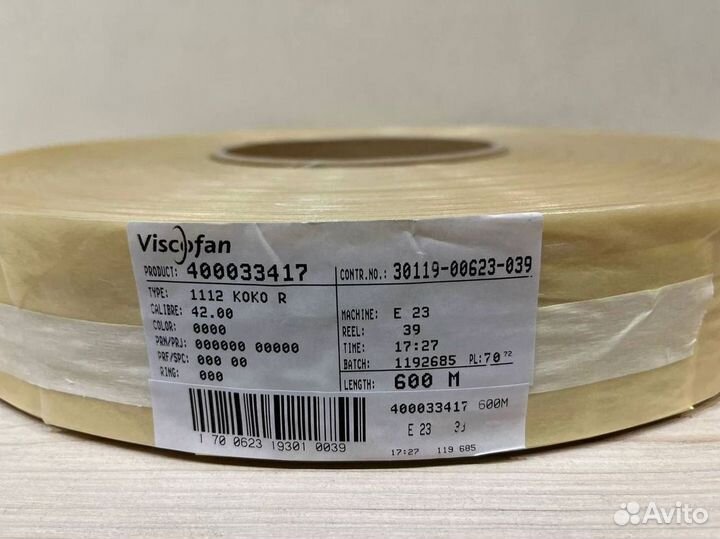 Viscofan
PRODUCT: 400033417
CONTR.NO.: 30119-00623-039
TYPE: 1112 KOKO R
CALIBRE: 42.00
COLOR: 0000
PRN/PRJ: 000000 00000
PRF/SPC: 000 00
RING: 000
MACHINE: E 23
REEL: 39
TIME: 17:27
BATCH: 1192685 PL:70 72
LENGTH: 600 M
400033417 600M
E 23 39
17:27 119 685
1 70 0623 19301 0039
Avito